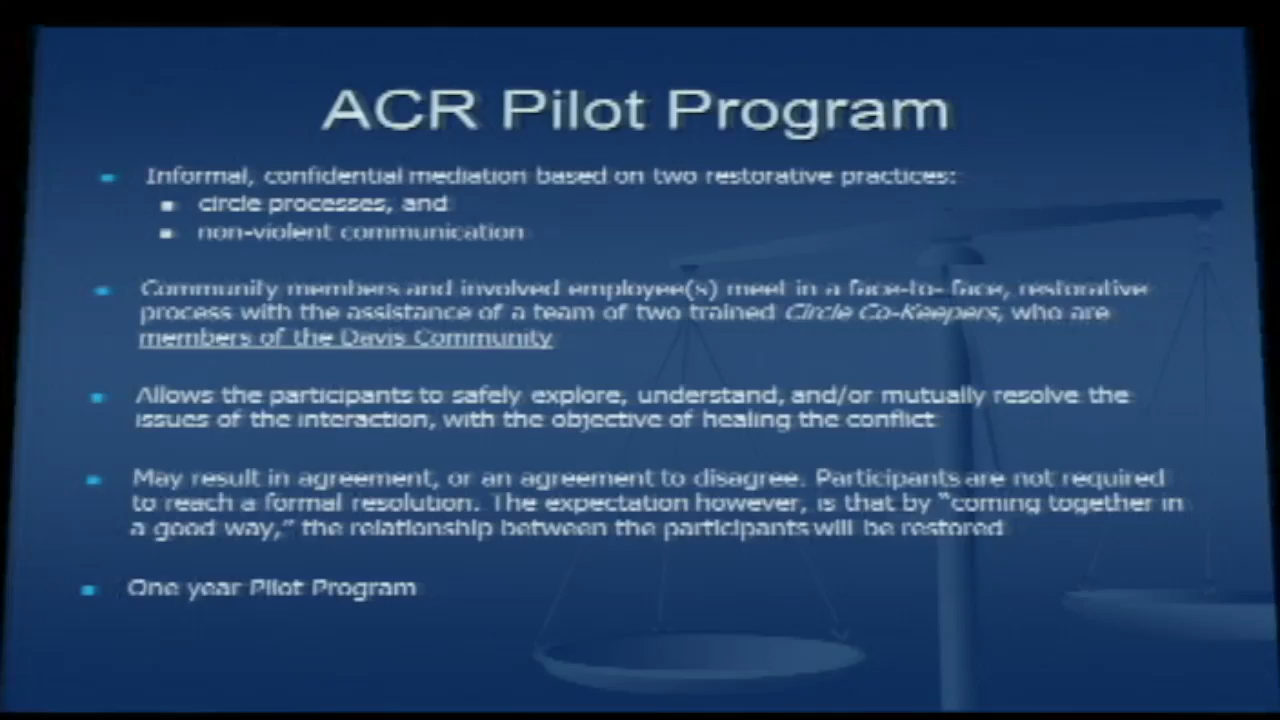 ACR Pilot Program
Informal, confidential mediation based on two restorative practices:
circle processes, and
non-violent communication
Community members and involved employee(s) meet in a face-to- face, restorative
process with the assistance of a team of two trained Circle Co-Keepers, who are
members of the Davis Community
Allows the participants to safely explore, understand, and/or mutually resolve the
issues of the interaction, with the objective of healing the conflict
May result in agreement, or an agreement to disagree. Participants are not required
to reach a formal resolution. The expectation however, is that by “coming together in
a good way,” the relationship between the participants will be restored
One year Pilot Program